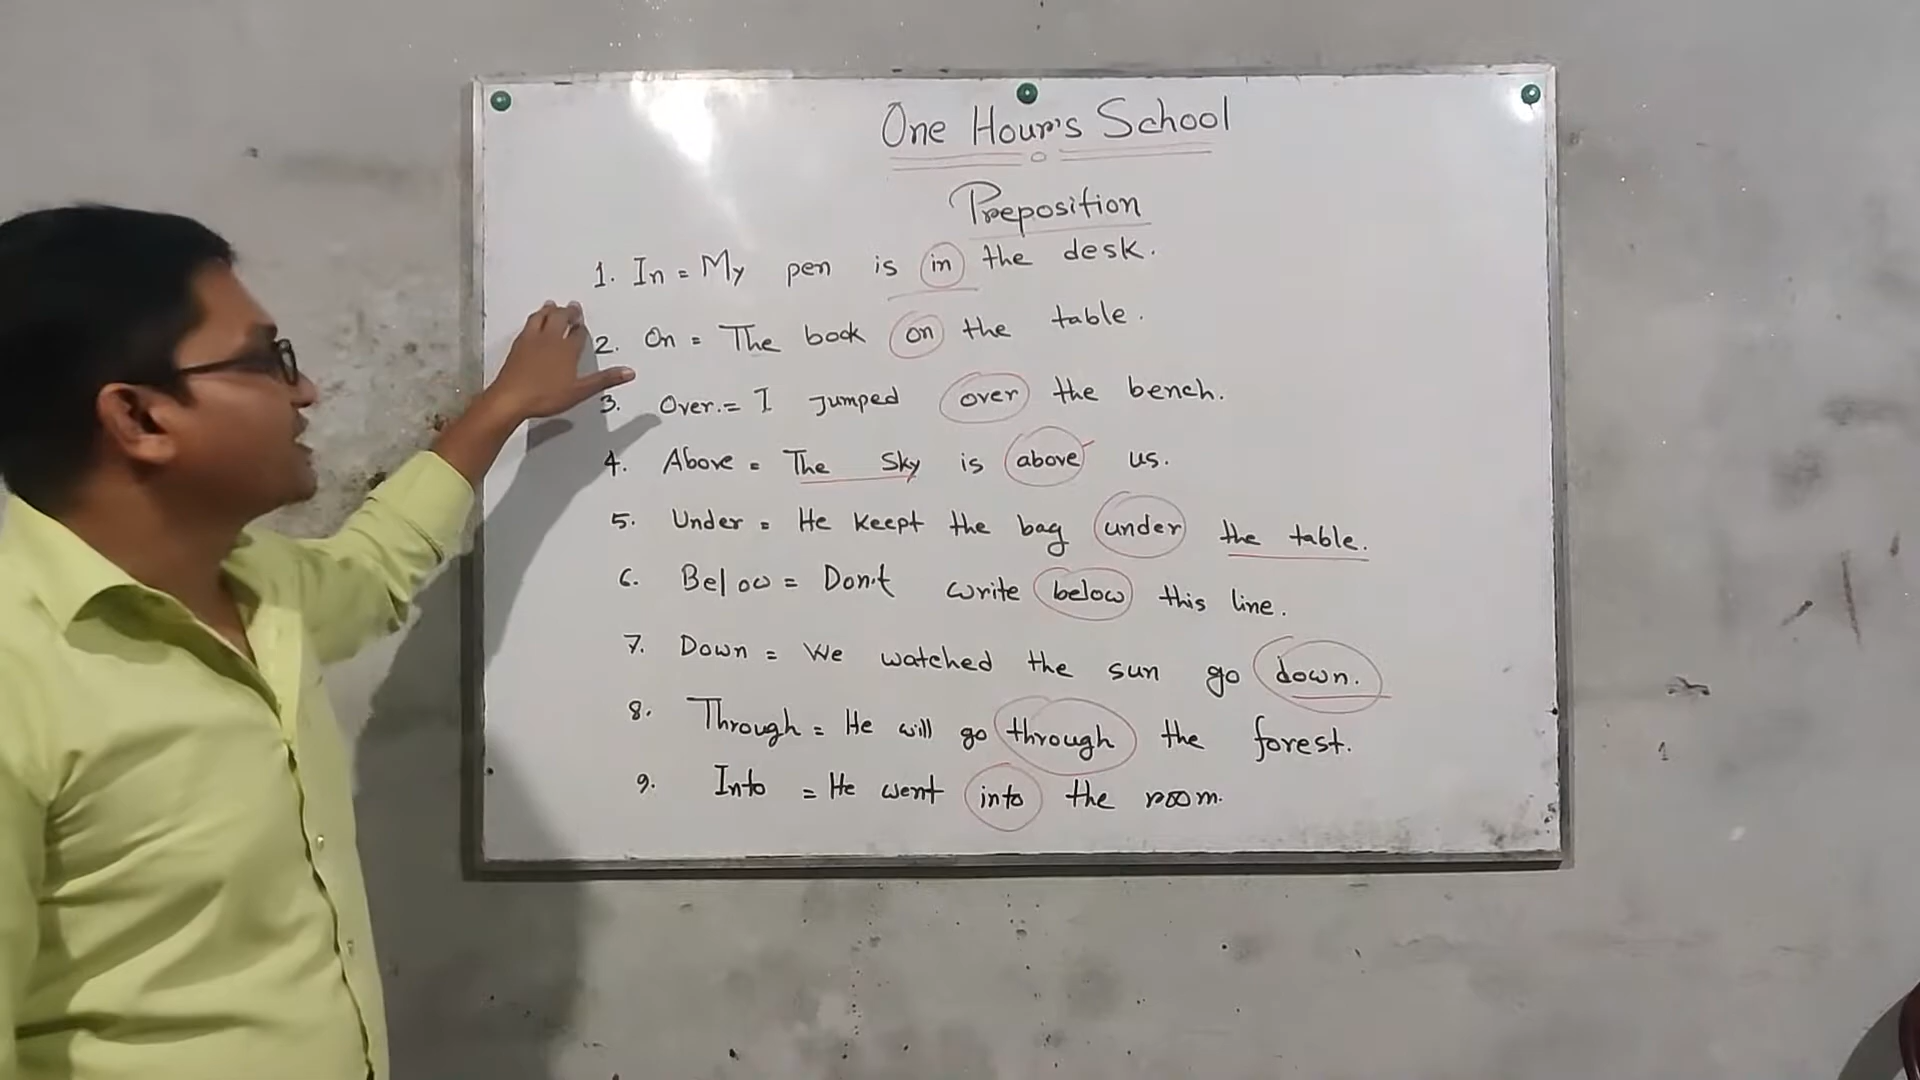 One Hour's School
Preposition
1. In = My pen is in the desk.
2. On = The book on the table.
3. Over. = I Jumped over the bench.
4. Above = The Sky is above us.
5. Under = He keept the bag under the table.
6. Below = Don't write below this line.
7. Down = We watched the sun go down.
8. Through = He will go through the forest.
9. Into = He went into the room.